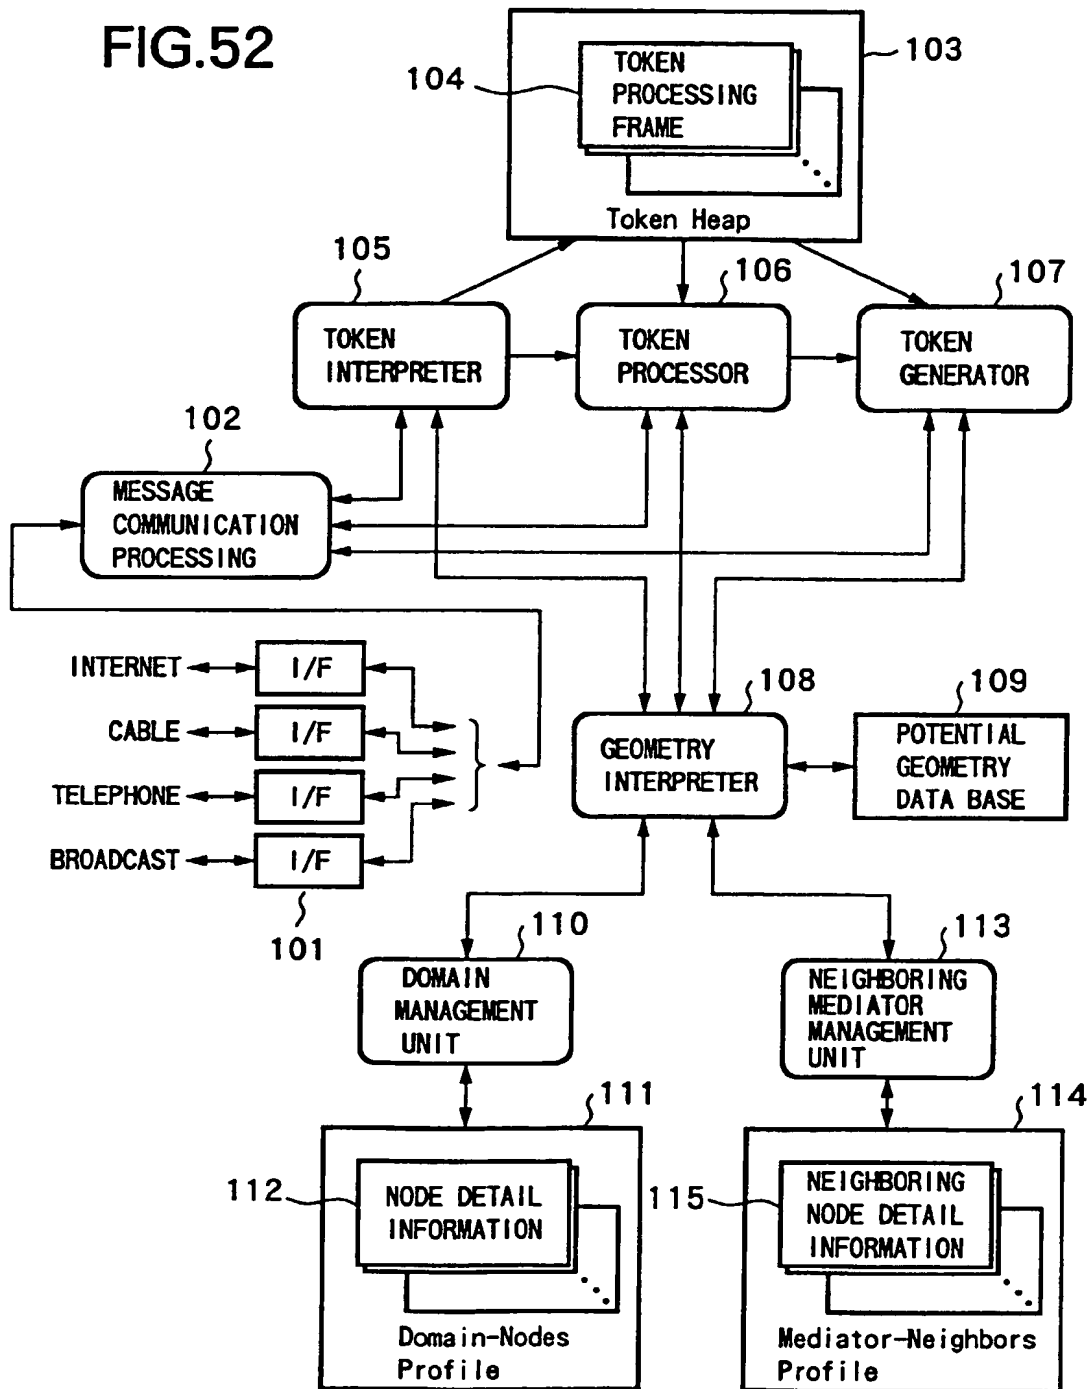 FIG.52
103
104
TOKEN
PROCESSING
FRAME
Token Heap
105
106
107
TOKEN
INTERPRETER
TOKEN
PROCESSOR
TOKEN
GENERATOR
102
MESSAGE
COMMUNICATION
PROCESSING
INTERNET
I/F
CABLE
I/F
TELEPHONE
I/F
BROADCAST
I/F
101
108
GEOMETRY
INTERPRETER
109
POTENTIAL
GEOMETRY
DATA BASE
110
DOMAIN
MANAGEMENT
UNIT
113
NEIGHBORING
MEDIATOR
MANAGEMENT
UNIT
111
112
NODE DETAIL
INFORMATION
Domain-Nodes
Profile
114
115
NEIGHBORING
NODE DETAIL
INFORMATION
Mediator-Neighbors
Profile